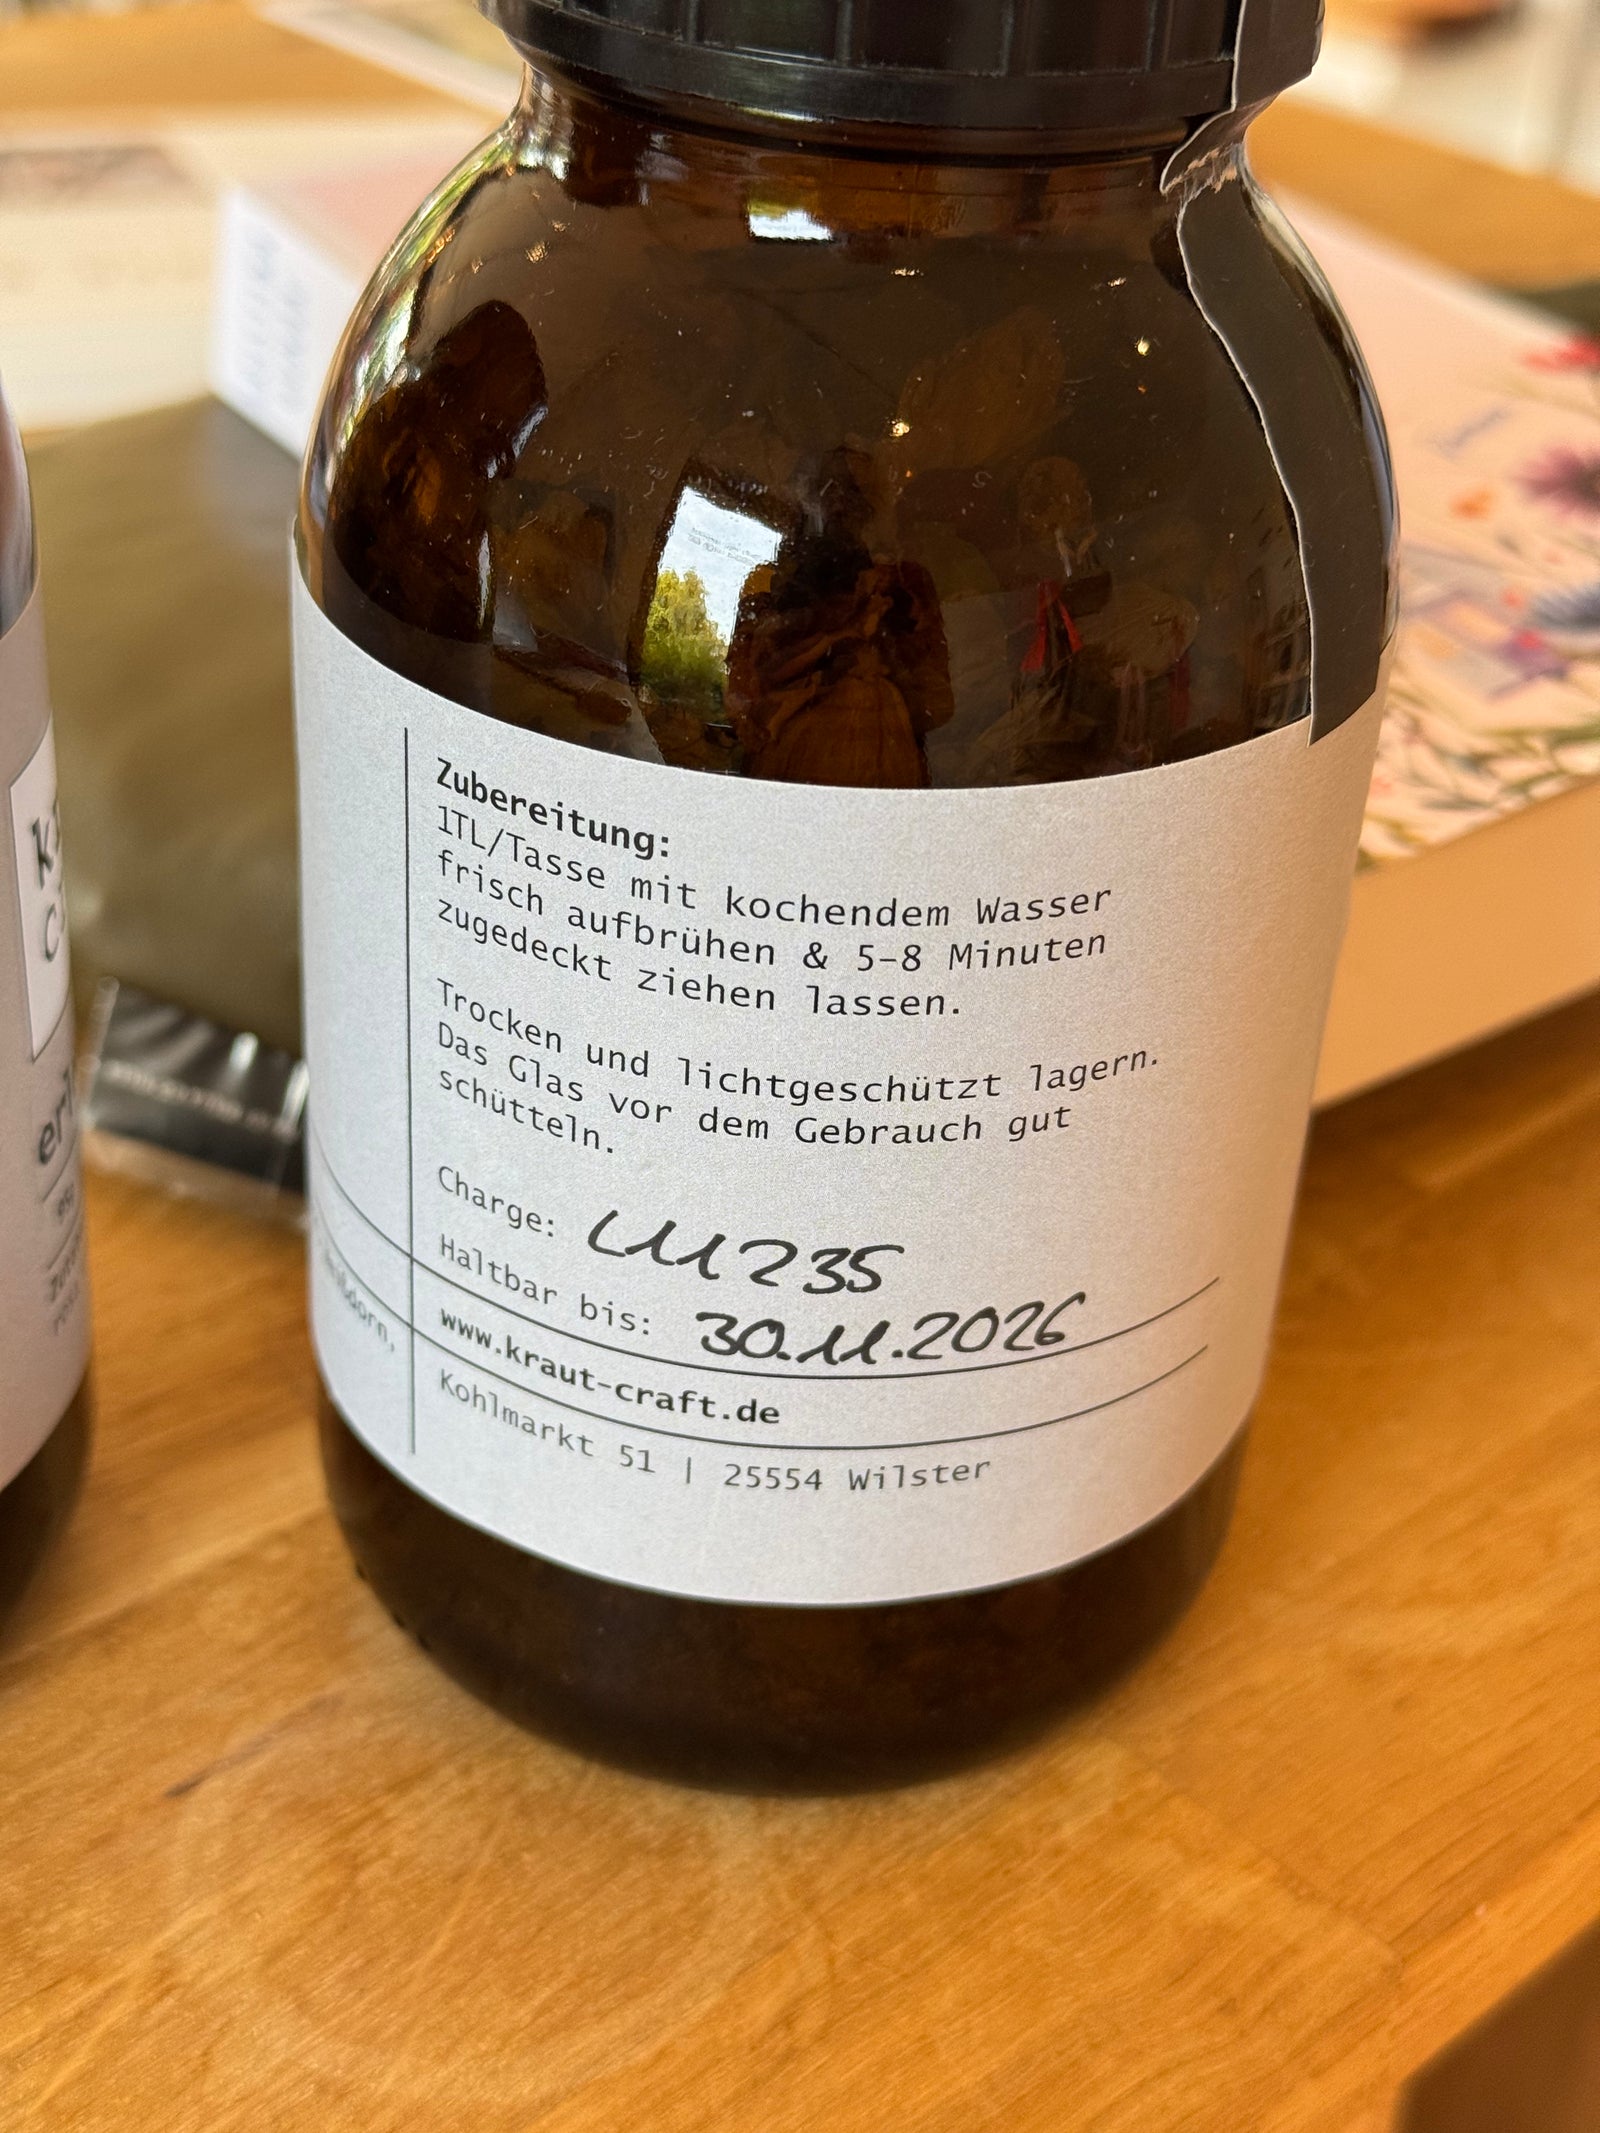 Zubereitung:
1TL/Tasse mit kochendem Wasser
frisch aufbrühen & 5-8 Minuten
zugedeckt ziehen lassen.
Trocken und lichtgeschützt lagern.
Das Glas vor dem Gebrauch gut
schütteln.
Charge: L11235
Haltbar bis: 30.11.2026
www.kraut-craft.de
Kohlmarkt 51 | 25554 Wilster